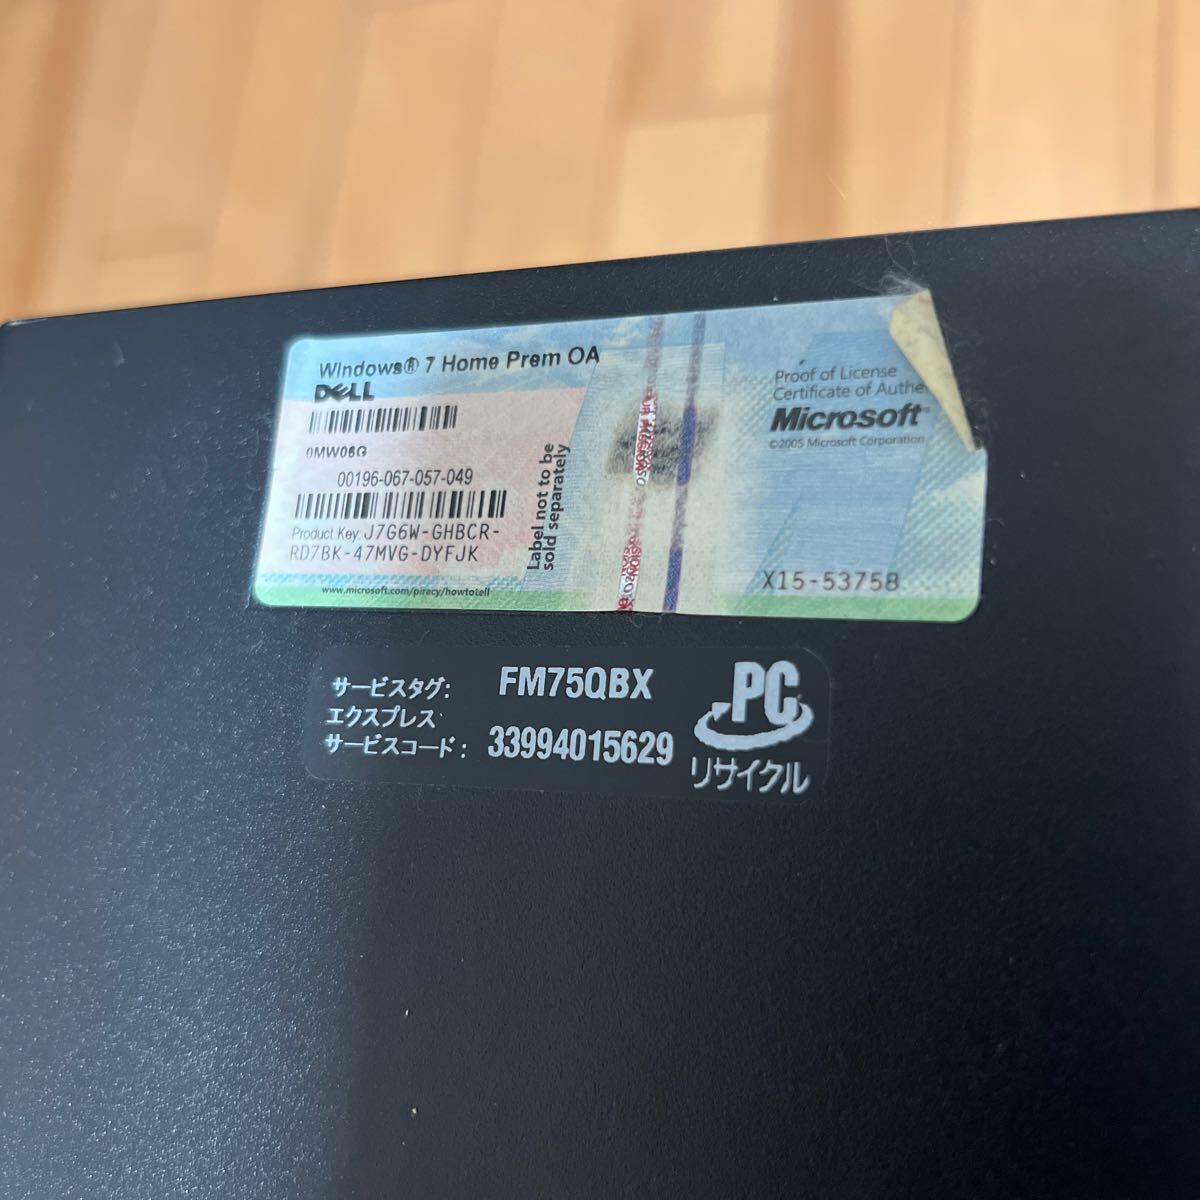 Windows® 7 Home Prem OA
DELL
0MW06G
00196-067-057-049
Product Key: J7G6W-GHBCR-
RD7BK-47MVG-DYFJK
www.microsoft.com/piracy/howtotell
Label not to be
sold separately
Proof of License
Certificate of Authe
Microsoft®
©2005 Microsoft Corporation
X15-53758
サービスタグ: FM75QBX
エクスプレス
サービスコード: 33994015629
PC
リサイクル